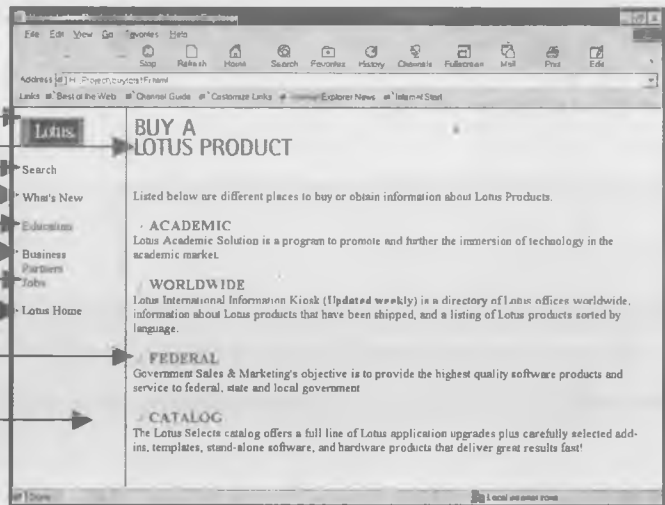 Microsoft Internet Explorer
File Edit View Go Favorites Help
Stop Refresh Home Search Favorites History Channels Fullscreen Mail Print Edit
Address
Links Best of the Web Channel Guide Customize Links Explorer News Internet Start
Lotus.
Search
What's New
Education
Business
Partners
Jobs
Lotus Home
BUY A
LOTUS PRODUCT
Listed below are different places to buy or obtain information about Lotus Products.
ACADEMIC
Lotus Academic Solution is a program to promote and further the immersion of technology in the
academic market.
WORLDWIDE
Lotus International Information Kiosk (Updated weekly) is a directory of Lotus offices worldwide,
information about Lotus products that have been shipped, and a listing of Lotus products sorted by
language.
FEDERAL
Government Sales & Marketing's objective is to provide the highest quality software products and
service to federal, state and local government
CATALOG
The Lotus Selects catalog offers a full line of Lotus application upgrades plus carefully selected add-
ins, templates, stand-alone software, and hardware products that deliver great results fast!
Done
Local intranet zone